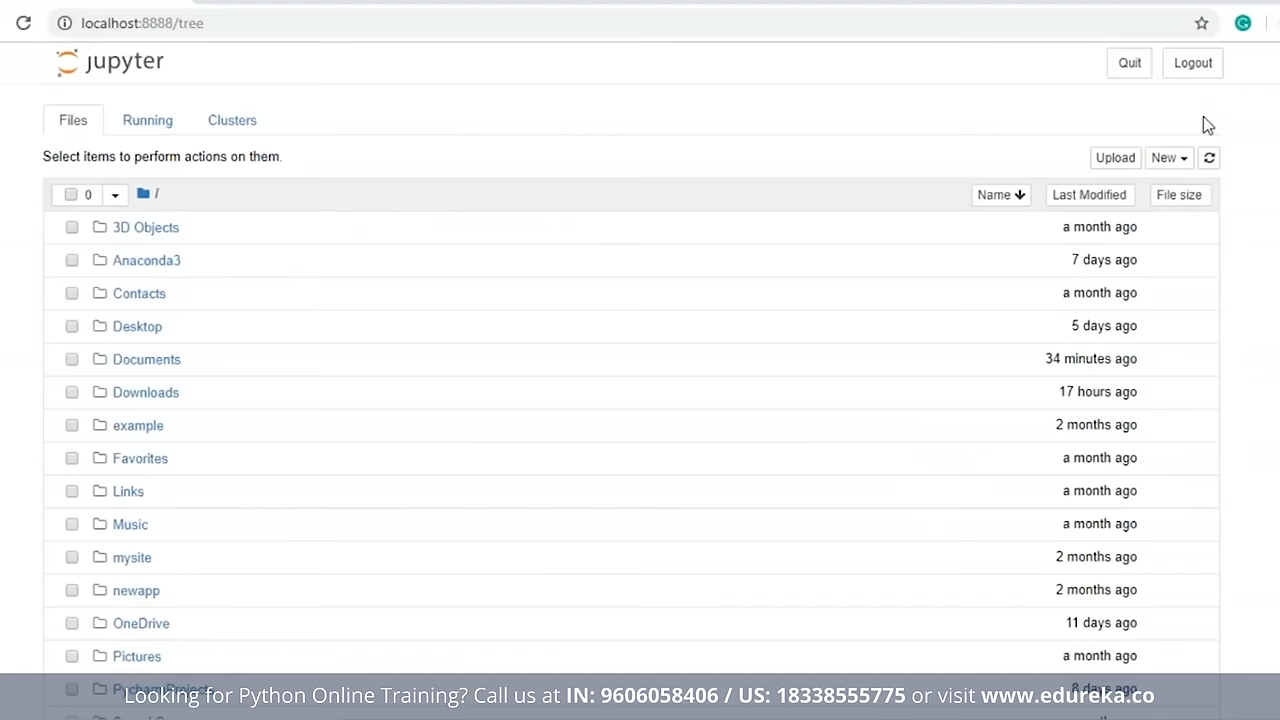 localhost:8888/tree
jupyter
Quit
Logout
Files
Running
Clusters
Select items to perform actions on them.
Upload
New
0
/
Name
Last Modified
File size
3D Objects a month ago
Anaconda3 7 days ago
Contacts a month ago
Desktop 5 days ago
Documents 34 minutes ago
Downloads 17 hours ago
example 2 months ago
Favorites a month ago
Links a month ago
Music a month ago
mysite 2 months ago
newapp 2 months ago
OneDrive 11 days ago
Pictures a month ago
PycharmProjects 8 days ago
Looking for Python Online Training? Call us at IN: 9606058406 / US: 18338555775 or visit www.edureka.co